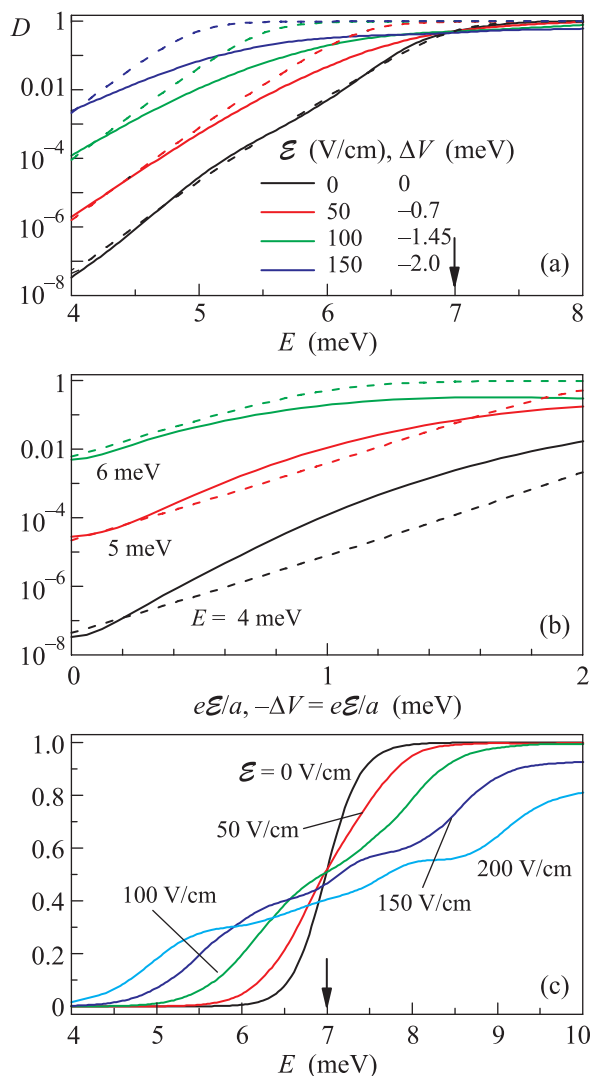 D
1
0.01
10⁻⁴
10⁻⁶
10⁻⁸
ℰ (V/cm), ΔV (meV)
0 0
50 –0.7
100 –1.45
150 –2.0
(a)
4 5 6 7 8
E (meV)
1
0.01
10⁻⁴
10⁻⁶
10⁻⁸
6 meV
5 meV
E = 4 meV
(b)
0 1 2
eℰ/a, –ΔV = eℰ/a (meV)
1.0
0.8
0.6
0.4
0.2
0
ℰ = 0 V/cm
50 V/cm
100 V/cm
200 V/cm
150 V/cm
(c)
4 5 6 7 8 9 10
E (meV)